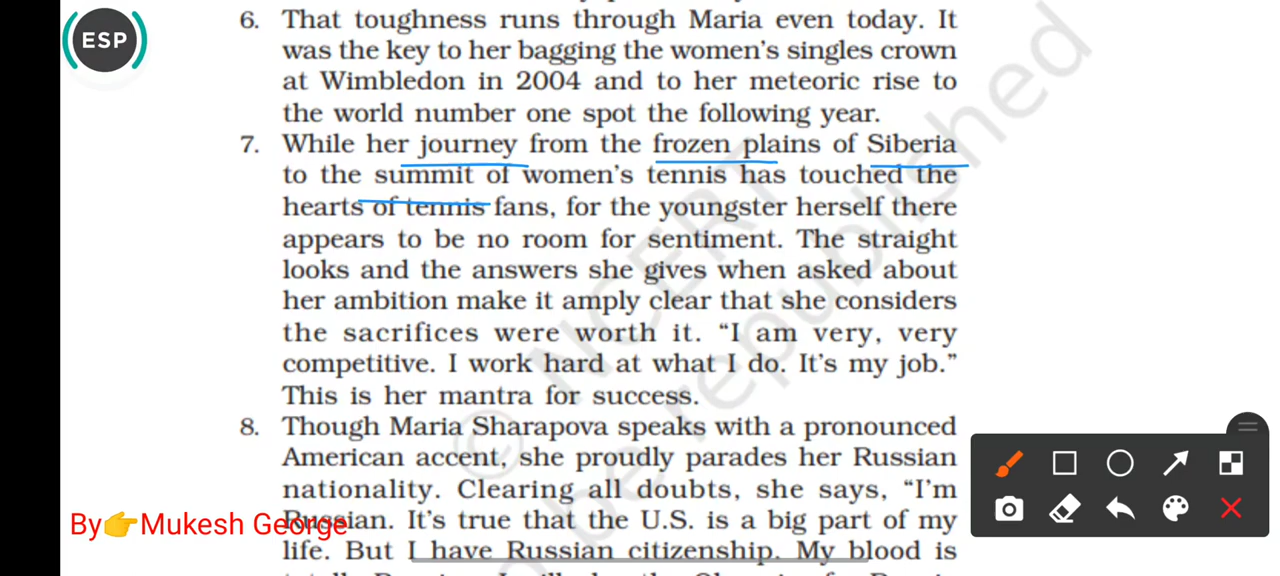 ESP
6. That toughness runs through Maria even today. It
was the key to her bagging the women's singles crown
at Wimbledon in 2004 and to her meteoric rise to
the world number one spot the following year.
7. While her journey from the frozen plains of Siberia
to the summit of women's tennis has touched the
hearts of tennis fans, for the youngster herself there
appears to be no room for sentiment. The straight
looks and the answers she gives when asked about
her ambition make it amply clear that she considers
the sacrifices were worth it. “I am very, very
competitive. I work hard at what I do. It's my job.”
This is her mantra for success.
8. Though Maria Sharapova speaks with a pronounced
American accent, she proudly parades her Russian
nationality. Clearing all doubts, she says, “I'm
Russian. It's true that the U.S. is a big part of my
life. But I have Russian citizenship. My blood is
By👉Mukesh George
© NCERT
be republished